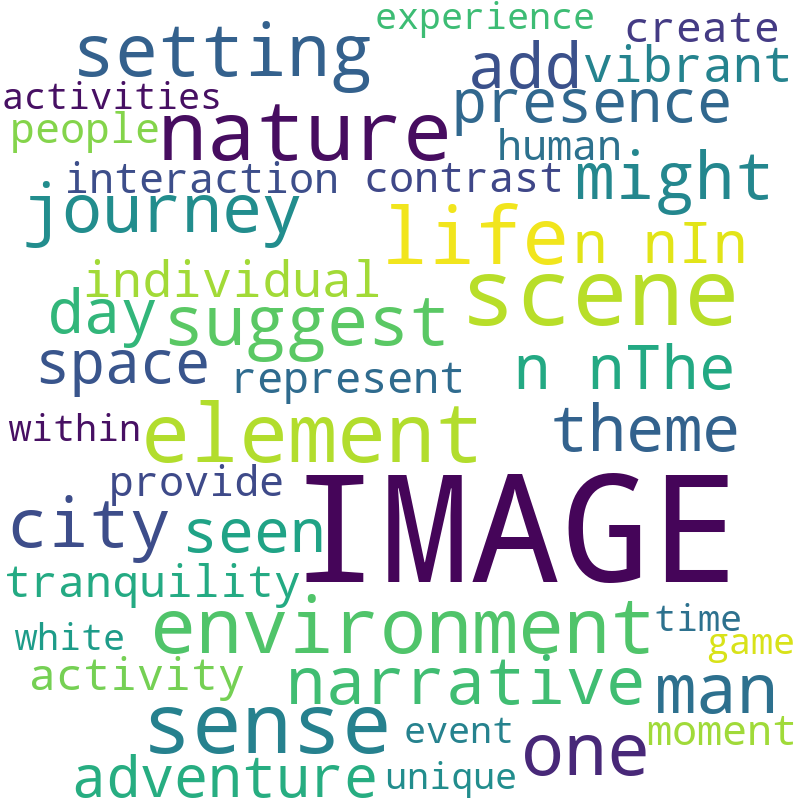 experience
create
setting
add
vibrant
activities
presence
people
nature
human
interaction
contrast
might
journey
life
n nIn
individual
scene
day
suggest
space
represent
n nThe
within
element
theme
provide
IMAGE
city
seen
tranquility
environment
time
white
game
activity
narrative
man
sense
event
one
moment
adventure
unique